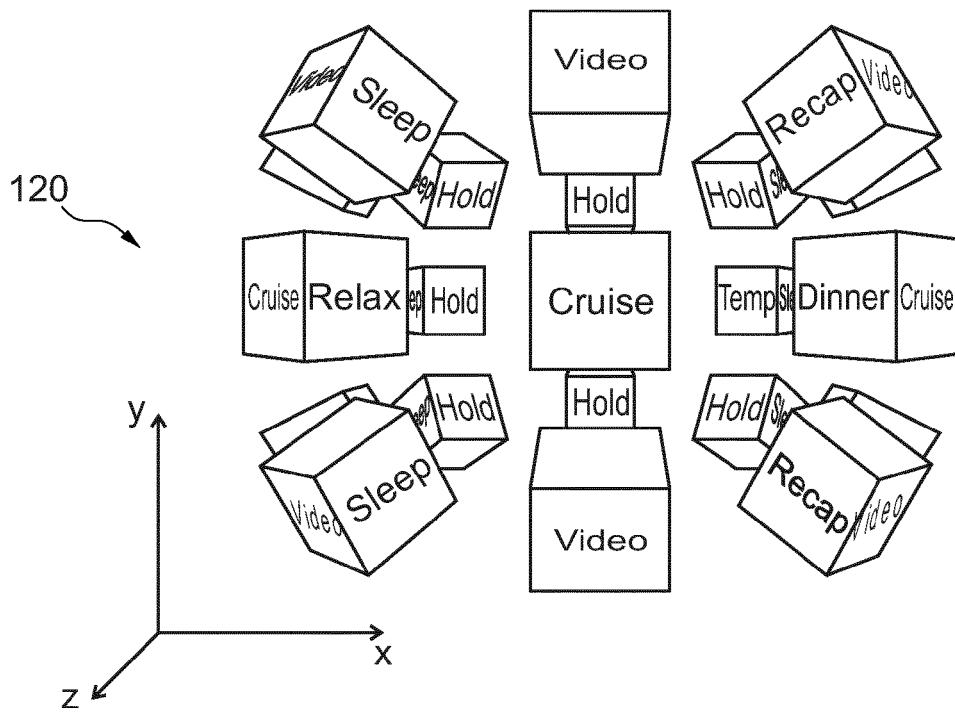 Video
Sleep
Video
Recap
Video
Hold
Hold
Hold
120
Cruise
Relax
Hold
Cruise
Temp
Dinner
Cruise
Hold
Hold
Hold
Video
Sleep
Video
Recap
Video
y
x
z